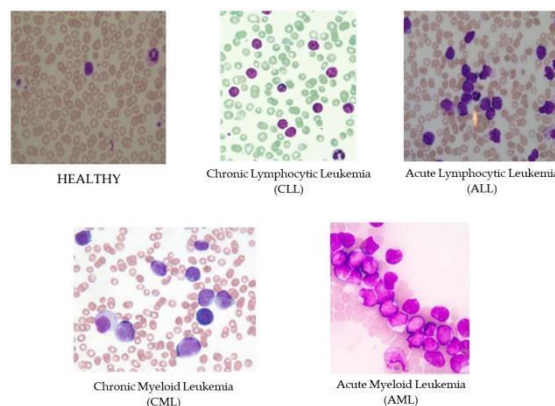 HEALTHY
Chronic Lymphocytic Leukemia
(CLL)
Acute Lymphocytic Leukemia
(ALL)
Chronic Myeloid Leukemia
(CML)
Acute Myeloid Leukemia
(AML)